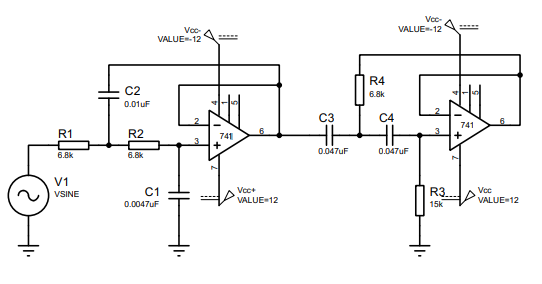 Vcc-
VALUE=-12
Vcc-
VALUE=-12
C2
0.01uF
R4
6.8k
4
1
5
4
1
5
2
2
R1
6.8k
R2
6.8k
3
741
6
C3
0.047uF
C4
0.047uF
3
741
6
7
7
V1
VSINE
C1
0.0047uF
Vcc+
VALUE=12
R3
15k
Vcc
VALUE=12